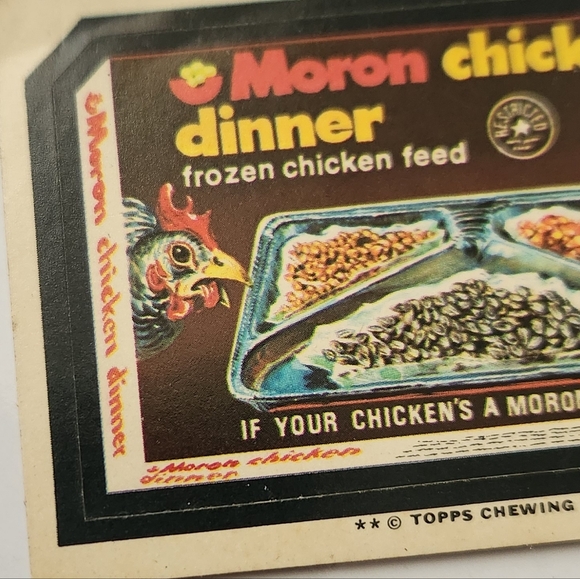 Moron chick
dinner
frozen chicken feed
RESTRICTED
Moron chicken dinner
IF YOUR CHICKEN'S A MORO
Moron chicken
dinner
** © TOPPS CHEWING